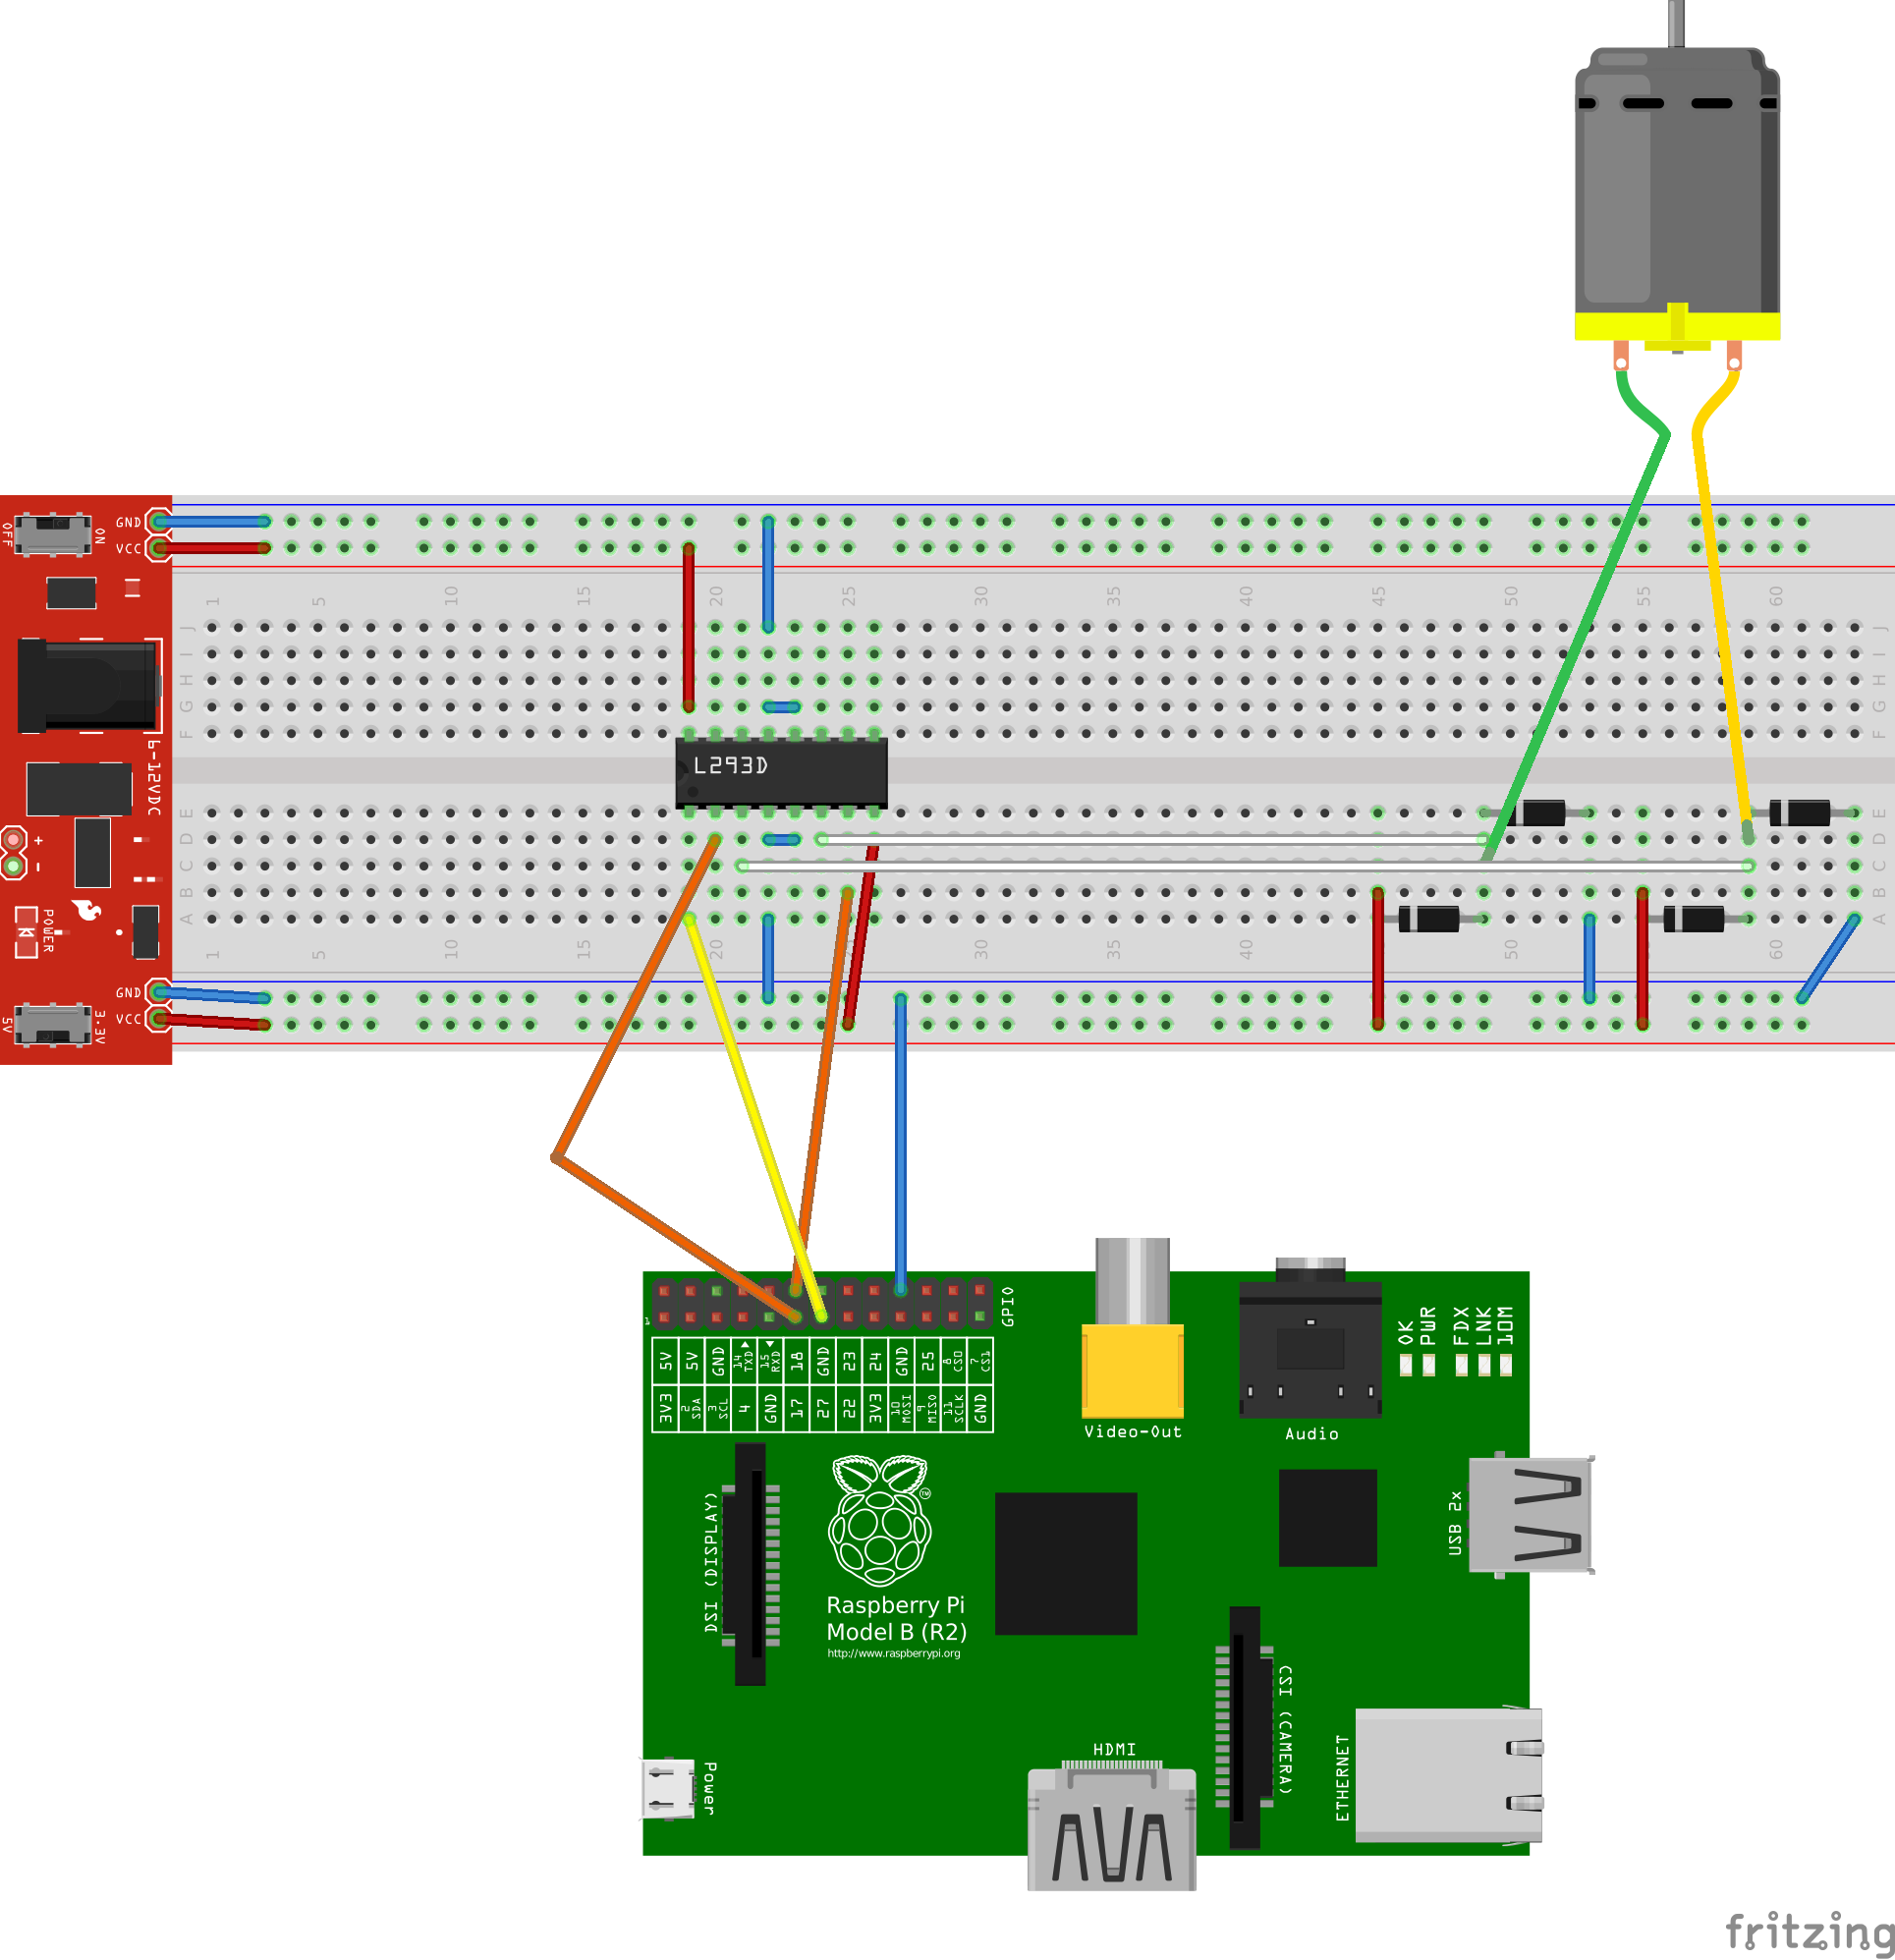 OFF
ON
GND
VCC
1 5 10 15 20 25 30 35 40 45 50 55 60
J J
I I
H H
G G
F F
L293D
6-12VDC
E E
+ D D
- C C
B B
POWER
A A
1 5 10 15 20 25 30 35 40 45 50 60
GND
VCC
5V
3.3V
GPIO
1
5V 5V GND 14 TXD 15 RXD 18 GND 23 24 GND 25 8 CS0 7 CS1
3V3 2 SDA 3 SCL 4 GND 17 27 22 3V3 10 MOSI 9 MISO 11 SCLK GND
OK PWR FDX LNK 10M
Video-Out
Audio
DSI (DISPLAY)
TM
Raspberry Pi
Model B (R2)
http://www.raspberrypi.org
USB 2x
CSI (CAMERA)
Power
HDMI
ETHERNET
fritzing